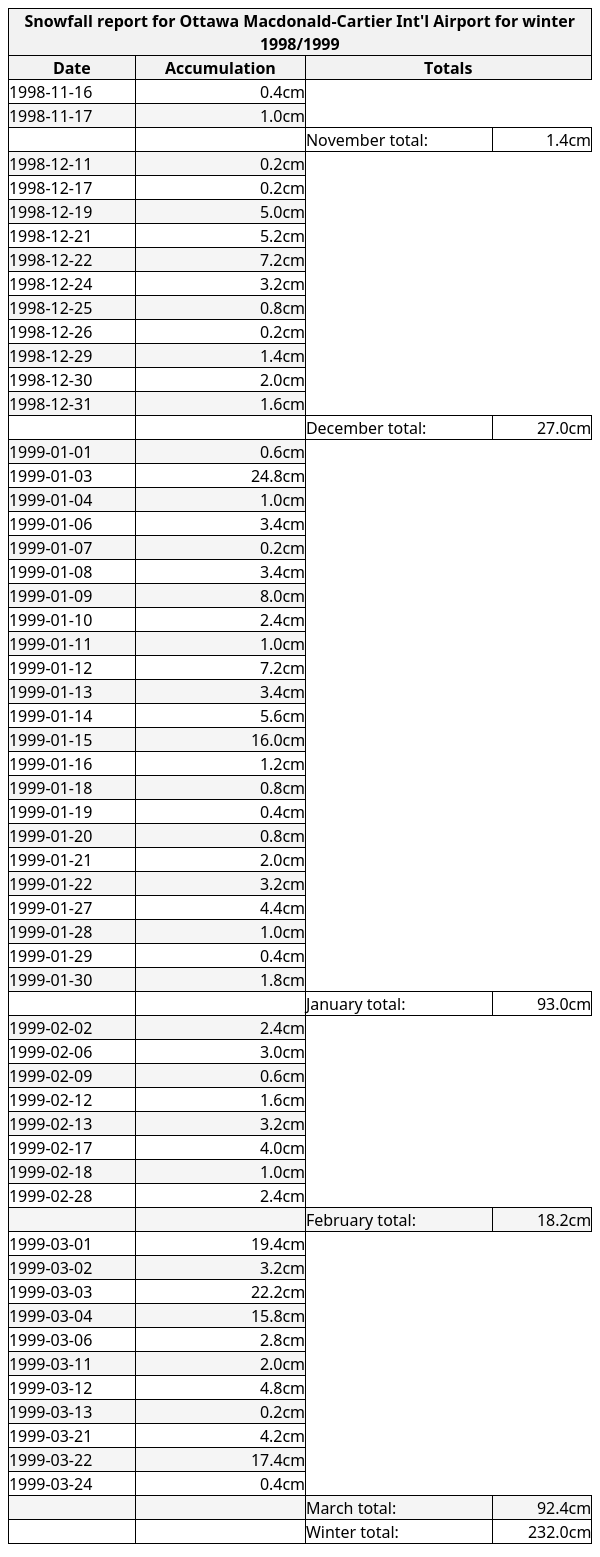 Snowfall report for Ottawa Macdonald-Cartier Int'l Airport for winter
1998/1999
Date Accumulation Totals
1998-11-16 0.4cm
1998-11-17 1.0cm
November total: 1.4cm
1998-12-11 0.2cm
1998-12-17 0.2cm
1998-12-19 5.0cm
1998-12-21 5.2cm
1998-12-22 7.2cm
1998-12-24 3.2cm
1998-12-25 0.8cm
1998-12-26 0.2cm
1998-12-29 1.4cm
1998-12-30 2.0cm
1998-12-31 1.6cm
December total: 27.0cm
1999-01-01 0.6cm
1999-01-03 24.8cm
1999-01-04 1.0cm
1999-01-06 3.4cm
1999-01-07 0.2cm
1999-01-08 3.4cm
1999-01-09 8.0cm
1999-01-10 2.4cm
1999-01-11 1.0cm
1999-01-12 7.2cm
1999-01-13 3.4cm
1999-01-14 5.6cm
1999-01-15 16.0cm
1999-01-16 1.2cm
1999-01-18 0.8cm
1999-01-19 0.4cm
1999-01-20 0.8cm
1999-01-21 2.0cm
1999-01-22 3.2cm
1999-01-27 4.4cm
1999-01-28 1.0cm
1999-01-29 0.4cm
1999-01-30 1.8cm
January total: 93.0cm
1999-02-02 2.4cm
1999-02-06 3.0cm
1999-02-09 0.6cm
1999-02-12 1.6cm
1999-02-13 3.2cm
1999-02-17 4.0cm
1999-02-18 1.0cm
1999-02-28 2.4cm
February total: 18.2cm
1999-03-01 19.4cm
1999-03-02 3.2cm
1999-03-03 22.2cm
1999-03-04 15.8cm
1999-03-06 2.8cm
1999-03-11 2.0cm
1999-03-12 4.8cm
1999-03-13 0.2cm
1999-03-21 4.2cm
1999-03-22 17.4cm
1999-03-24 0.4cm
March total: 92.4cm
Winter total: 232.0cm